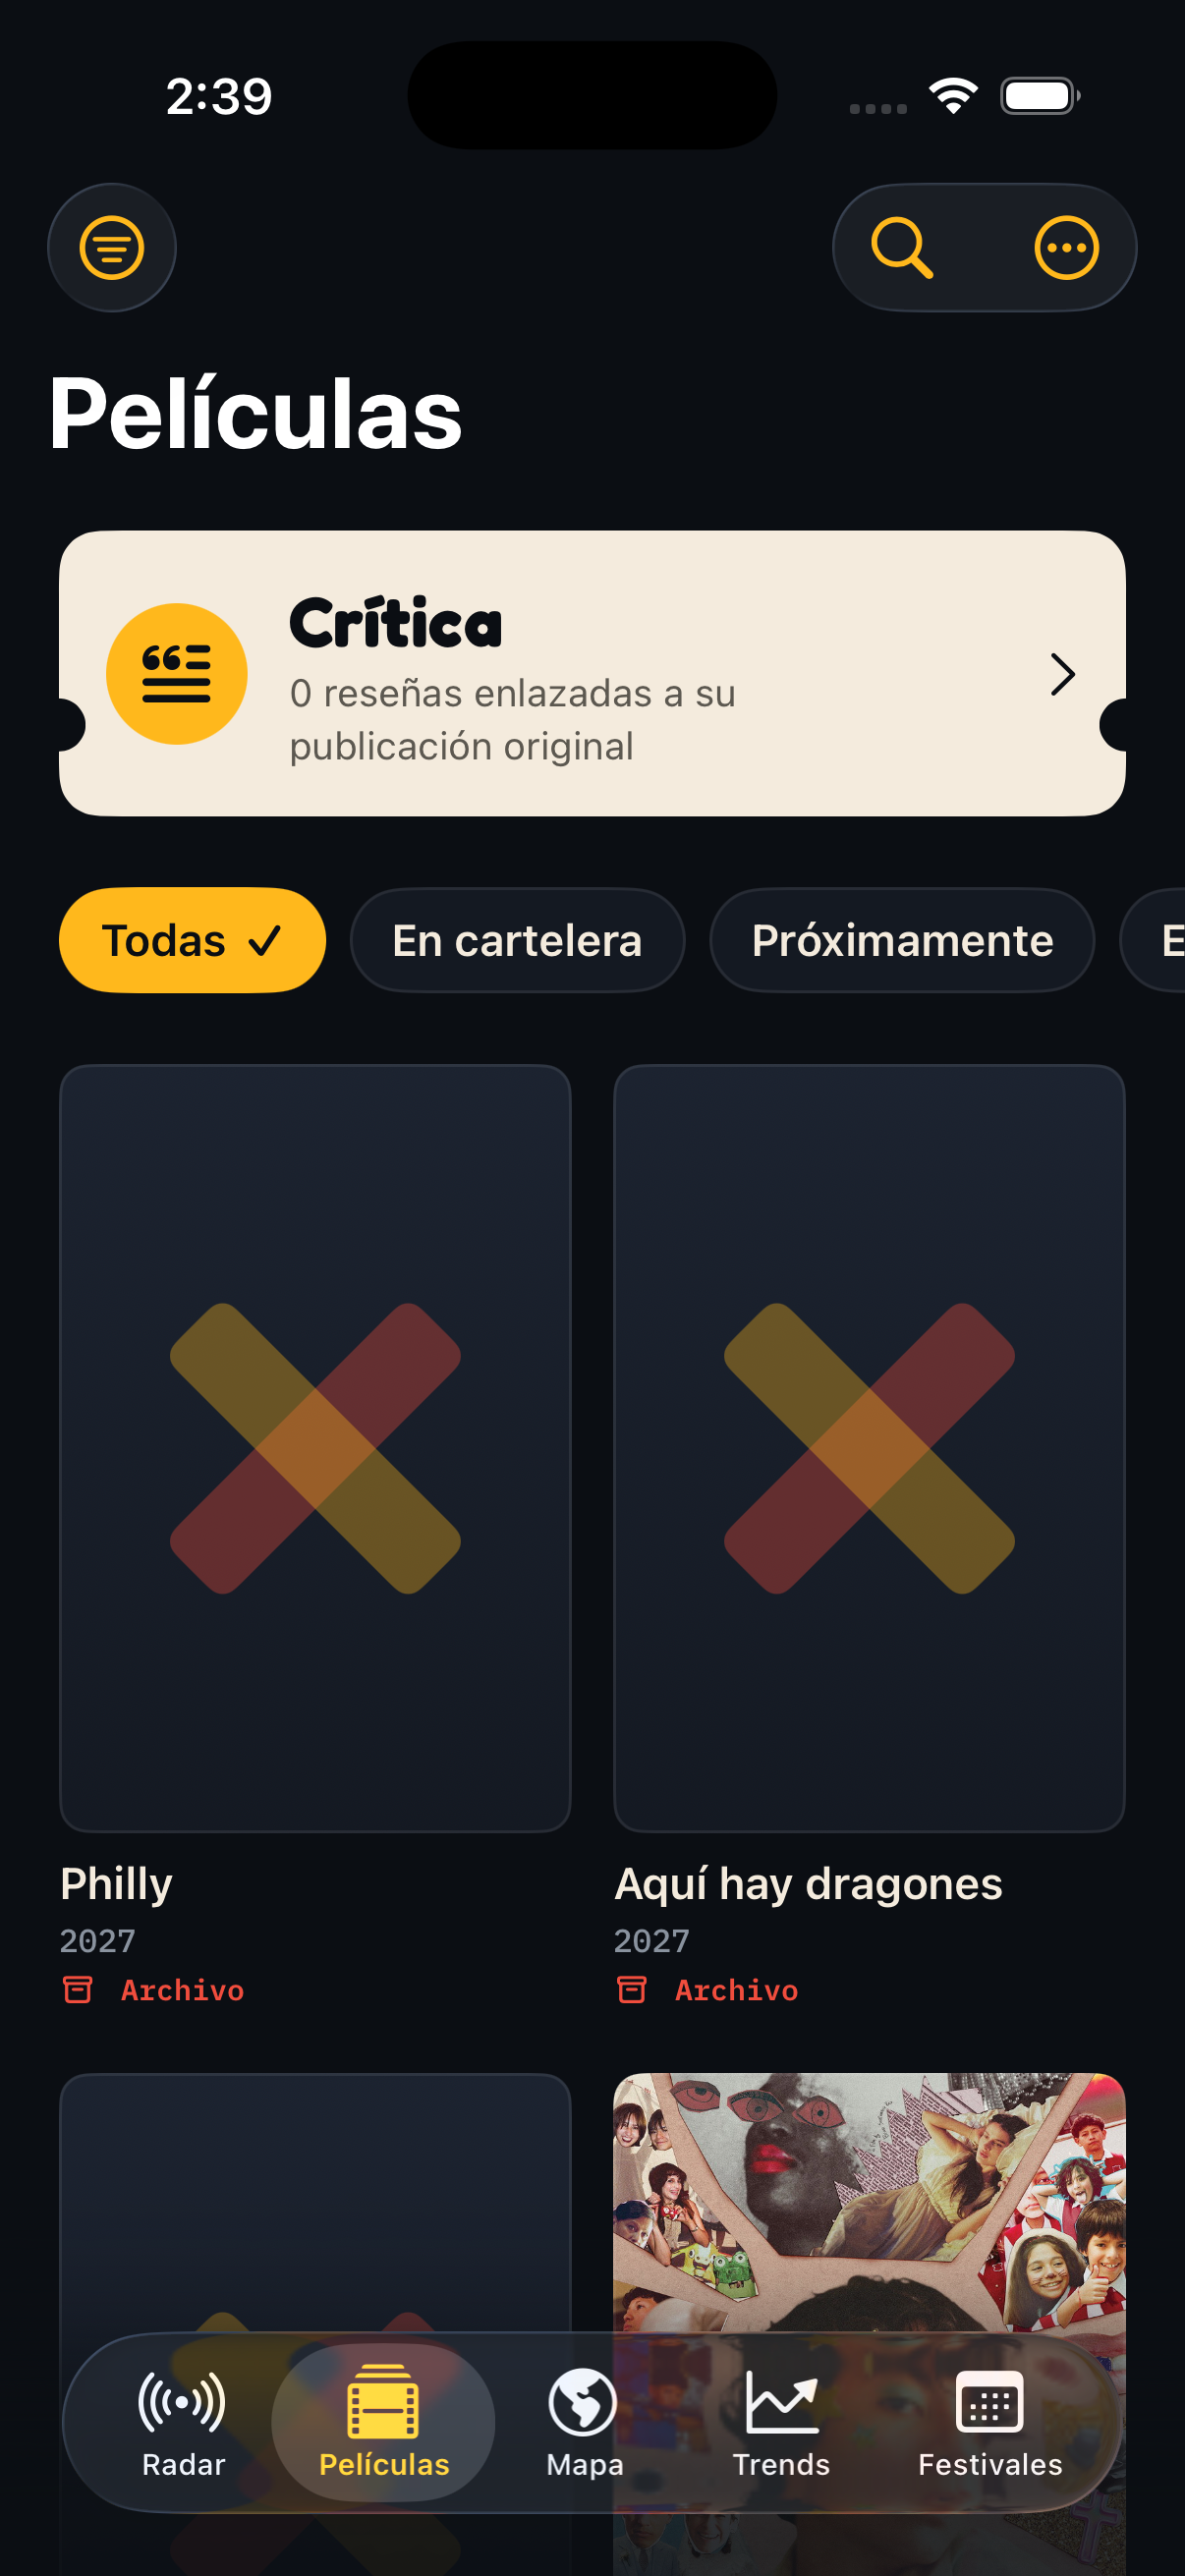 2:39
Películas
Crítica
0 reseñas enlazadas a su
publicación original
Todas
En cartelera
Próximamente
E
Philly
2027
Archivo
Aquí hay dragones
2027
Archivo
Radar
Películas
Mapa
Trends
Festivales